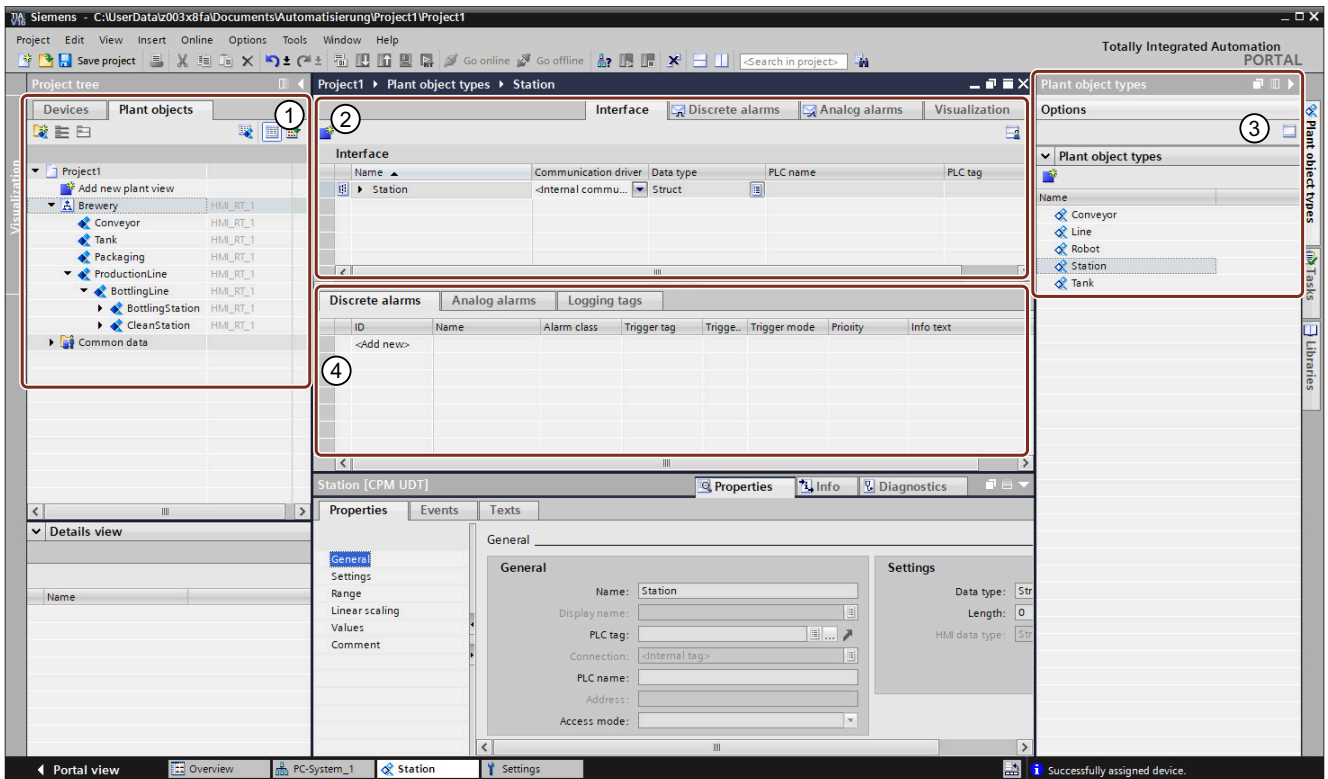 Siemens - C:\UserData\z003x8fa\Documents\Automatisierung\Project1\Project1
Project Edit View Insert Online Options Tools Window Help
Totally Integrated Automation
PORTAL
Save project Go online Go offline <Search in project>
Project tree
Devices Plant objects
1
Project1
Add new plant view
Brewery HMI_RT_1
Conveyor HMI_RT_1
Tank HMI_RT_1
Packaging HMI_RT_1
ProductionLine HMI_RT_1
BottlingLine HMI_RT_1
BottlingStation HMI_RT_1
CleanStation HMI_RT_1
Common data
Visualization
Details view
Name
Project1 Plant object types Station
Interface Discrete alarms Analog alarms Visualization
2
Interface
Name Communication driver Data type PLC name PLC tag
Station <Internal commu... Struct
Discrete alarms Analog alarms Logging tags
ID Name Alarm class Trigger tag Trigge.. Trigger mode Priority Info text
<Add new>
4
Station [CPM UDT]
Properties Info Diagnostics
Properties Events Texts
General
Settings
Range
Linear scaling
Values
Comment
General
General
Name: Station
Display name:
PLC tag:
Connection: <Internal tag>
PLC name:
Address:
Access mode:
Settings
Data type: Str
Length: 0
HMI data type: Str
Plant object types
Options
3
Plant object types
Name
Conveyor
Line
Robot
Station
Tank
Plant object types
Tasks
Libraries
Portal view Overview PC-System_1 Station Settings Successfully assigned device.